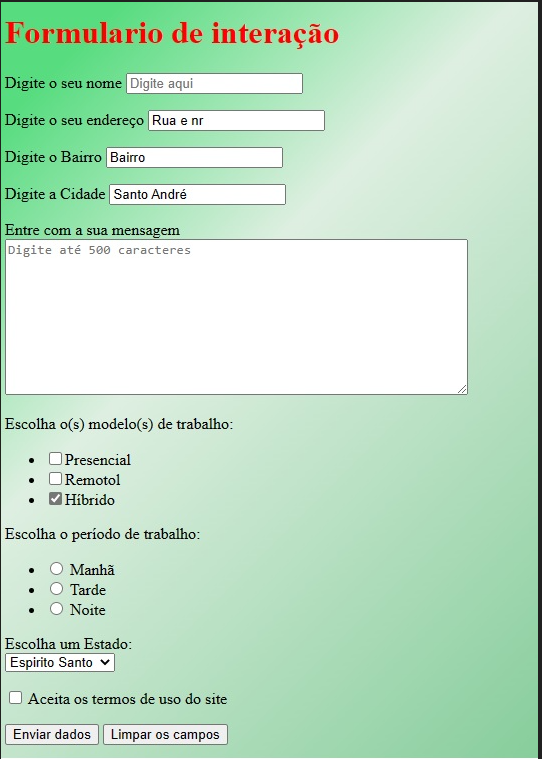 Formulario de interação
Digite o seu nome Digite aqui
Digite o seu endereço Rua e nr
Digite o Bairro Bairro
Digite a Cidade Santo André
Entre com a sua mensagem
Digite até 500 caracteres
Escolha o(s) modelo(s) de trabalho:
Presencial
Remotol
Híbrido
Escolha o período de trabalho:
Manhã
Tarde
Noite
Escolha um Estado:
Espirito Santo
Aceita os termos de uso do site
Enviar dados Limpar os campos